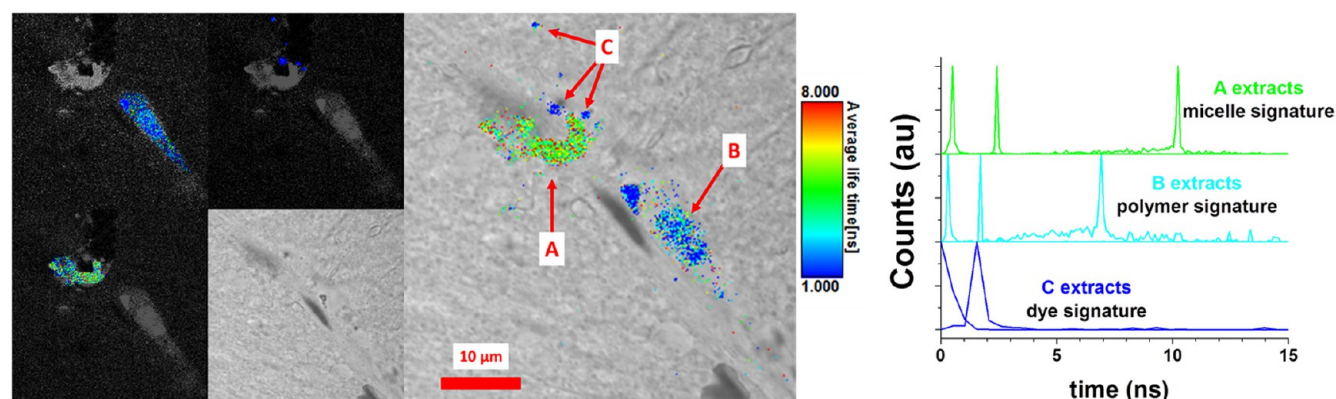 C
B
A
10 µm
8.000
Average life time[ns]
1.000
Counts (au)
A extracts
micelle signature
B extracts
polymer signature
C extracts
dye signature
0
5
10
15
time (ns)